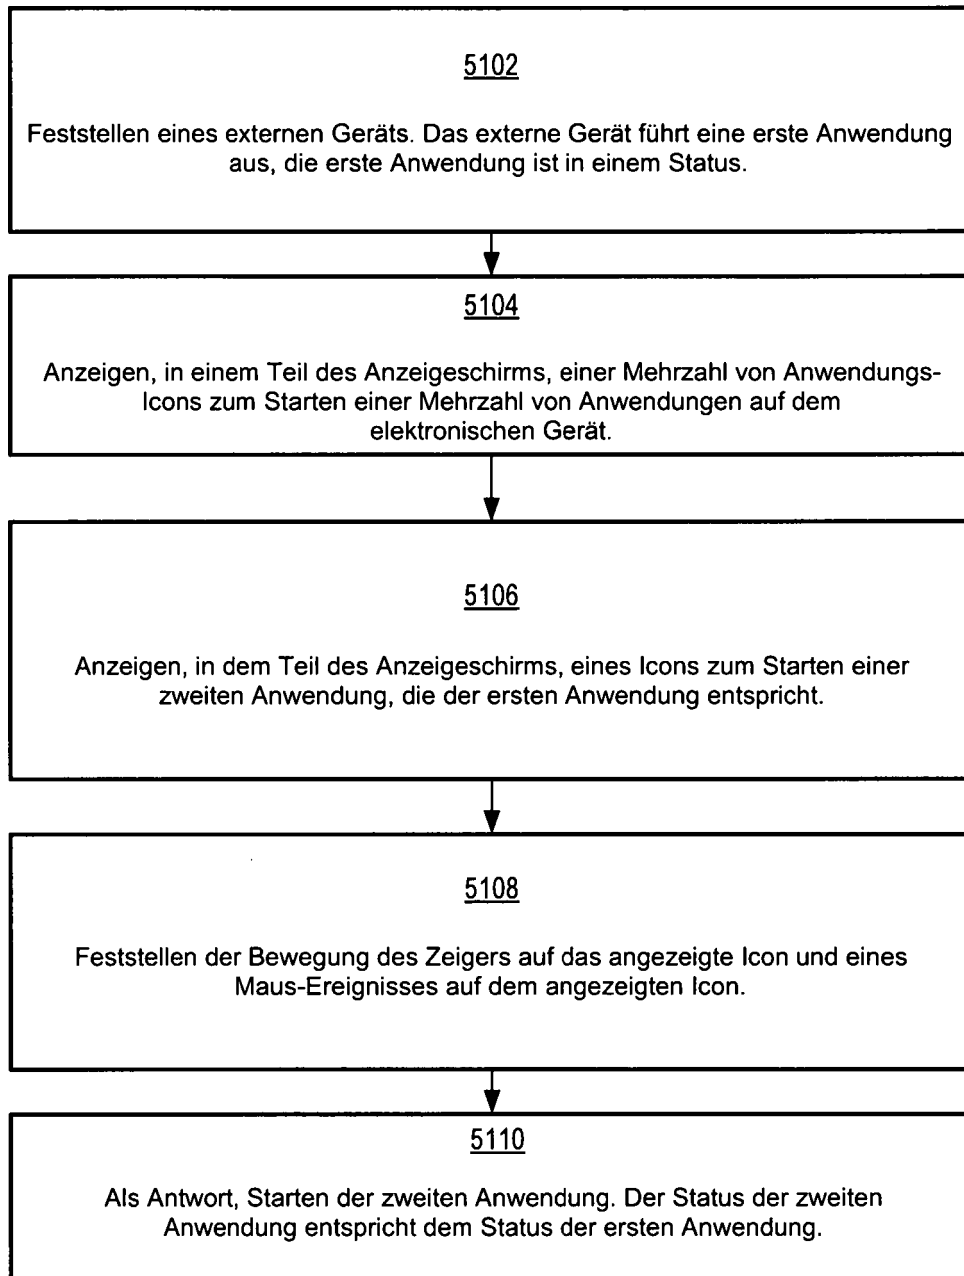 5102
Feststellen eines externen Geräts. Das externe Gerät führt eine erste Anwendung
aus, die erste Anwendung ist in einem Status.
5104
Anzeigen, in einem Teil des Anzeigeschirms, einer Mehrzahl von Anwendungs-
Icons zum Starten einer Mehrzahl von Anwendungen auf dem
elektronischen Gerät.
5106
Anzeigen, in dem Teil des Anzeigeschirms, eines Icons zum Starten einer
zweiten Anwendung, die der ersten Anwendung entspricht.
5108
Feststellen der Bewegung des Zeigers auf das angezeigte Icon und eines
Maus-Ereignisses auf dem angezeigten Icon.
5110
Als Antwort, Starten der zweiten Anwendung. Der Status der zweiten
Anwendung entspricht dem Status der ersten Anwendung.